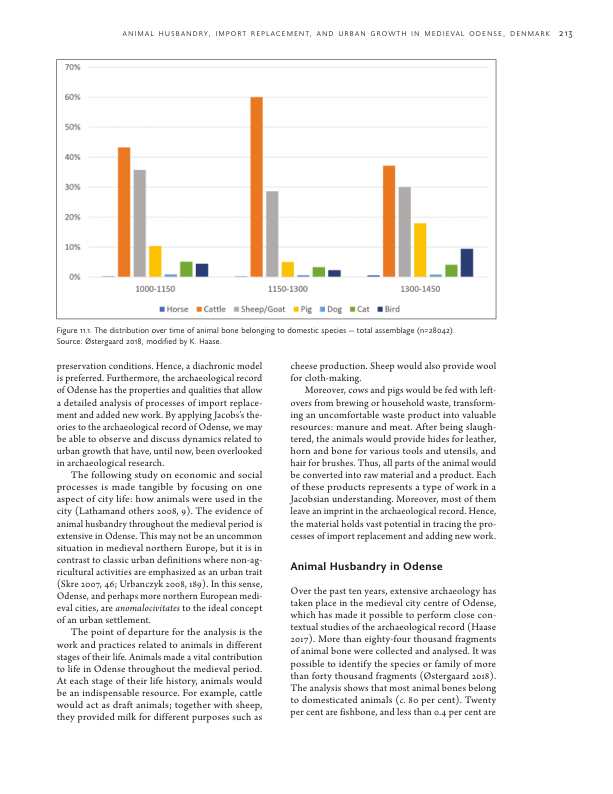 ANIMAL HUSBANDRY, IMPORT REPLACEMENT, AND URBAN GROWTH IN MEDIEVAL ODENSE, DENMARK 213
70%
60%
50%
40%
30%
20%
10%
0%
1000-1150 1150-1300 1300-1450
Horse Cattle Sheep/Goat Pig Dog Cat Bird
Figure 11.1. The distribution over time of animal bone belonging to domestic species — total assemblage (n=28042).
Source: Østergaard 2018, modified by K. Haase.
preservation conditions. Hence, a diachronic model
is preferred. Furthermore, the archaeological record
of Odense has the properties and qualities that allow
a detailed analysis of processes of import replace-
ment and added new work. By applying Jacobs's the-
ories to the archaeological record of Odense, we may
be able to observe and discuss dynamics related to
urban growth that have, until now, been overlooked
in archaeological research.
The following study on economic and social
processes is made tangible by focusing on one
aspect of city life: how animals were used in the
city (Lathamand others 2008, 9). The evidence of
animal husbandry throughout the medieval period is
extensive in Odense. This may not be an uncommon
situation in medieval northern Europe, but it is in
contrast to classic urban definitions where non-ag-
ricultural activities are emphasized as an urban trait
(Skre 2007, 46; Urbanczyk 2008, 189). In this sense,
Odense, and perhaps more northern European medi-
eval cities, are anomalocivitates to the ideal concept
of an urban settlement.
The point of departure for the analysis is the
work and practices related to animals in different
stages of their life. Animals made a vital contribution
to life in Odense throughout the medieval period.
At each stage of their life history, animals would
be an indispensable resource. For example, cattle
would act as draft animals; together with sheep,
they provided milk for different purposes such as
cheese production. Sheep would also provide wool
for cloth-making.
Moreover, cows and pigs would be fed with left-
overs from brewing or household waste, transform-
ing an uncomfortable waste product into valuable
resources: manure and meat. After being slaugh-
tered, the animals would provide hides for leather,
horn and bone for various tools and utensils, and
hair for brushes. Thus, all parts of the animal would
be converted into raw material and a product. Each
of these products represents a type of work in a
Jacobsian understanding. Moreover, most of them
leave an imprint in the archaeological record. Hence,
the material holds vast potential in tracing the pro-
cesses of import replacement and adding new work.
Animal Husbandry in Odense
Over the past ten years, extensive archaeology has
taken place in the medieval city centre of Odense,
which has made it possible to perform close con-
textual studies of the archaeological record (Haase
2017). More than eighty-four thousand fragments
of animal bone were collected and analysed. It was
possible to identify the species or family of more
than forty thousand fragments (Østergaard 2018).
The analysis shows that most animal bones belong
to domesticated animals (c. 80 per cent). Twenty
per cent are fishbone, and less than 0.4 per cent are